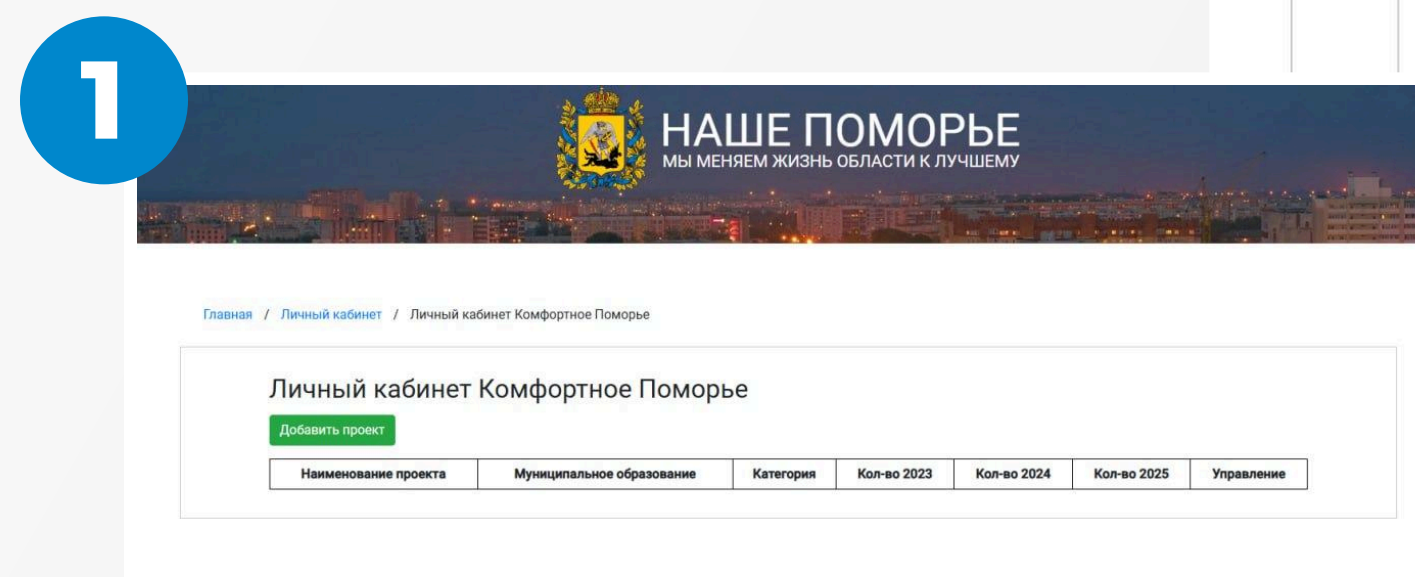 1
НАШЕ ПОМОРЬЕ
МЫ МЕНЯЕМ ЖИЗНЬ ОБЛАСТИ К ЛУЧШЕМУ
Главная / Личный кабинет / Личный кабинет Комфортное Поморье
Личный кабинет Комфортное Поморье
Добавить проект
Наименование проекта Муниципальное образование Категория Кол-во 2023 Кол-во 2024 Кол-во 2025 Управление